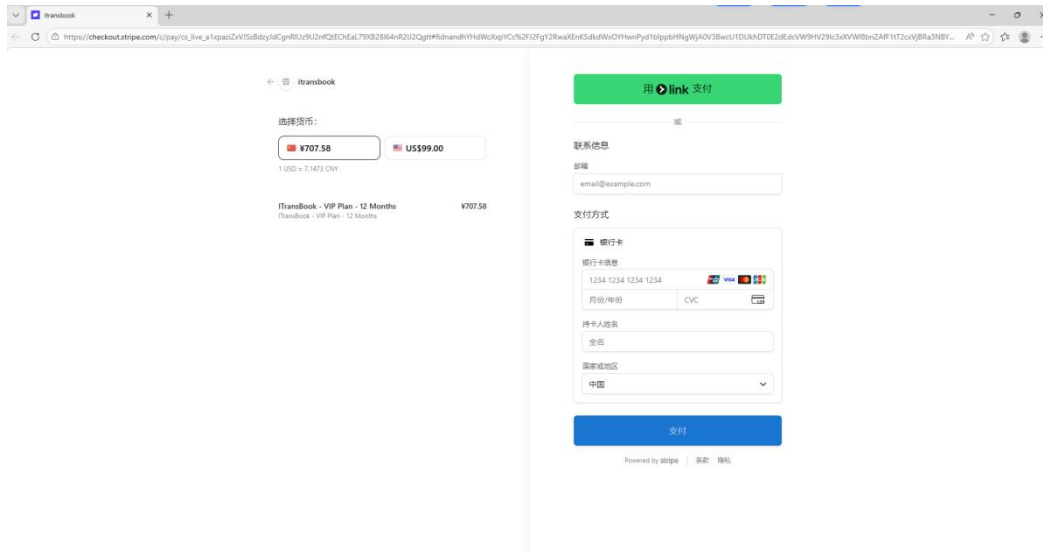 itransbook
https://checkout.stripe.com/c/pay/
itransbook
选择货币：
¥707.58
US$99.00
1 USD = 7.1473 CNY
ITransBook - VIP Plan - 12 Months ¥707.58
ITransBook - VIP Plan - 12 Months
用 link 支付
或
联系信息
邮箱
email@example.com
支付方式
银行卡
银行卡信息
1234 1234 1234 1234 VISA
月份/年份 CVC
持卡人姓名
全名
国家或地区
中国
支付
Powered by stripe 条款 隐私